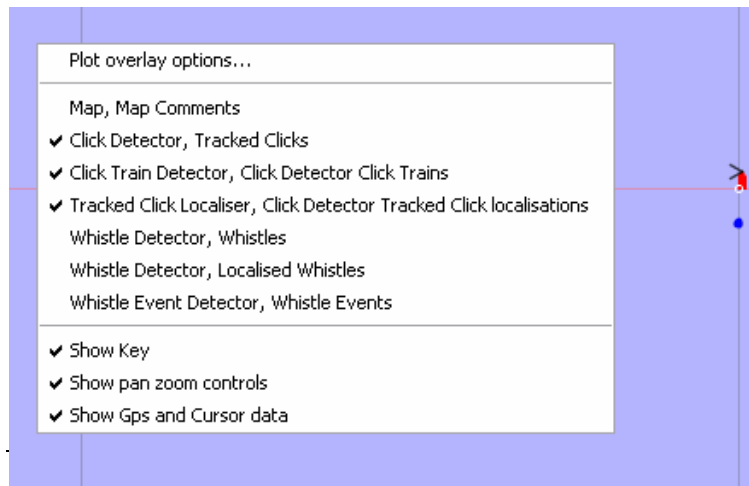 Plot overlay options...
Map, Map Comments
Click Detector, Tracked Clicks
Click Train Detector, Click Detector Click Trains
Tracked Click Localiser, Click Detector Tracked Click localisations
Whistle Detector, Whistles
Whistle Detector, Localised Whistles
Whistle Event Detector, Whistle Events
Show Key
Show pan zoom controls
Show Gps and Cursor data